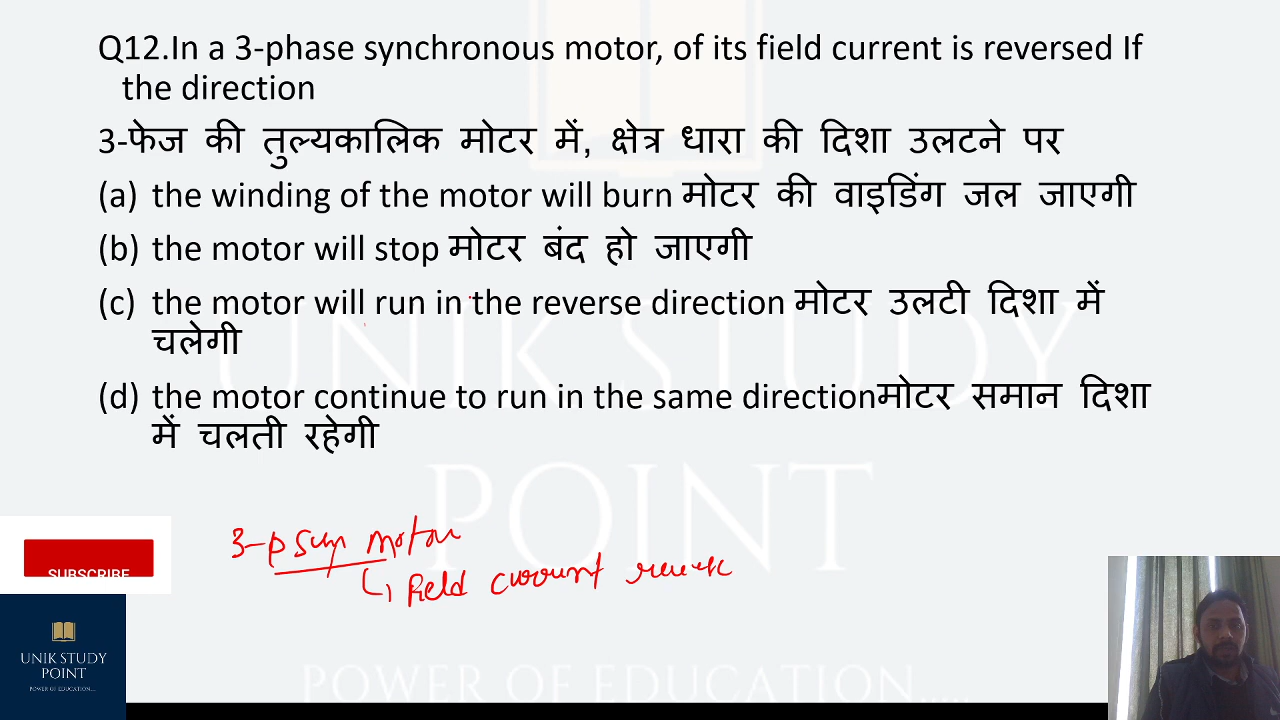 Q12.In a 3-phase synchronous motor, of its field current is reversed If
the direction
3-फेज की तुल्यकालिक मोटर में, क्षेत्र धारा की दिशा उलटने पर
(a) the winding of the motor will burn मोटर की वाइडिंग जल जाएगी
(b) the motor will stop मोटर बंद हो जाएगी
(c) the motor will run in the reverse direction मोटर उलटी दिशा में
चलेगी
(d) the motor continue to run in the same directionमोटर समान दिशा
में चलती रहेगी
UNIK STUDY
POINT
3-p syn motor
field current
SUBSCRIBE
UNIK STUDY
POINT
POWER OF EDUCATION...
POWER OF EDUCATION.....